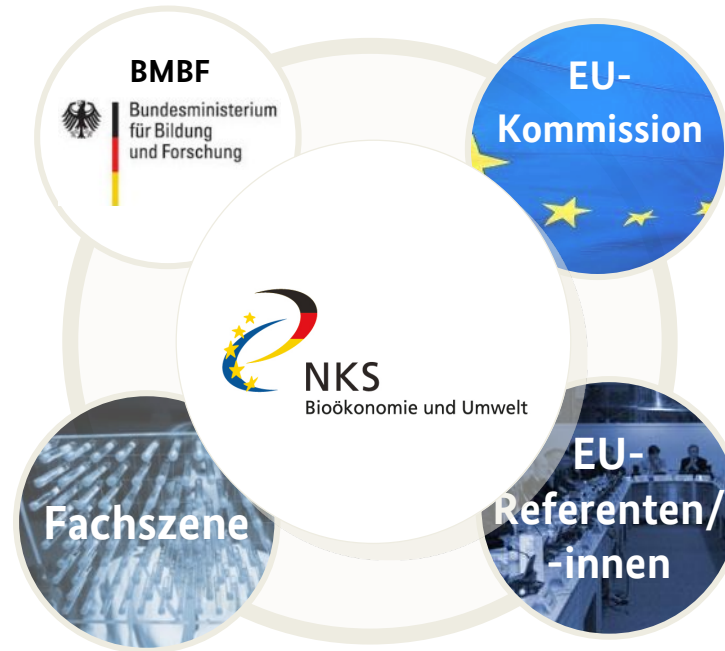 BMBF
Bundesministerium
für Bildung
und Forschung
EU-
Kommission
NKS
Bioökonomie und Umwelt
Fachszene
EU-
Referenten/
-innen